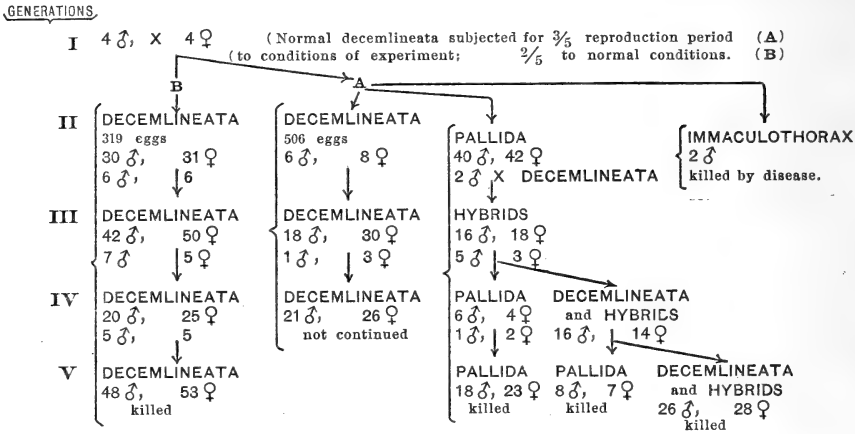 GENERATIONS
I 4♂, X 4♀ (Normal decemlineata subjected for 3/5 reproduction period (A)
(to conditions of experiment; 2/5 to normal conditions. (B)
B A
II DECEMLINEATA DECEMLINEATA PALLIDA IMMACULOTHORAX
319 eggs 506 eggs 40♂, 42♀ 2♂
30♂, 31♀ 6♂, 8♀ 2♂ X DECEMLINEATA killed by disease.
6♂, 6
III DECEMLINEATA DECEMLINEATA HYBRIDS
42♂, 50♀ 18♂, 30♀ 16♂, 18♀
7♂ 5♀ 1♂, 3♀ 5♂ 3♀
IV DECEMLINEATA DECEMLINEATA PALLIDA DECEMLINEATA
20♂, 25♀ 21♂, 26♀ 6♂, 4♀ and HYBRIDS
5♂, 5 not continued 1♂, 2♀ 16♂, 14♀
V DECEMLINEATA PALLIDA PALLIDA DECEMLINEATA
48♂, 53♀ 18♂, 23♀ 8♂, 7♀ and HYBRIDS
killed killed killed 26♂, 28♀
killed